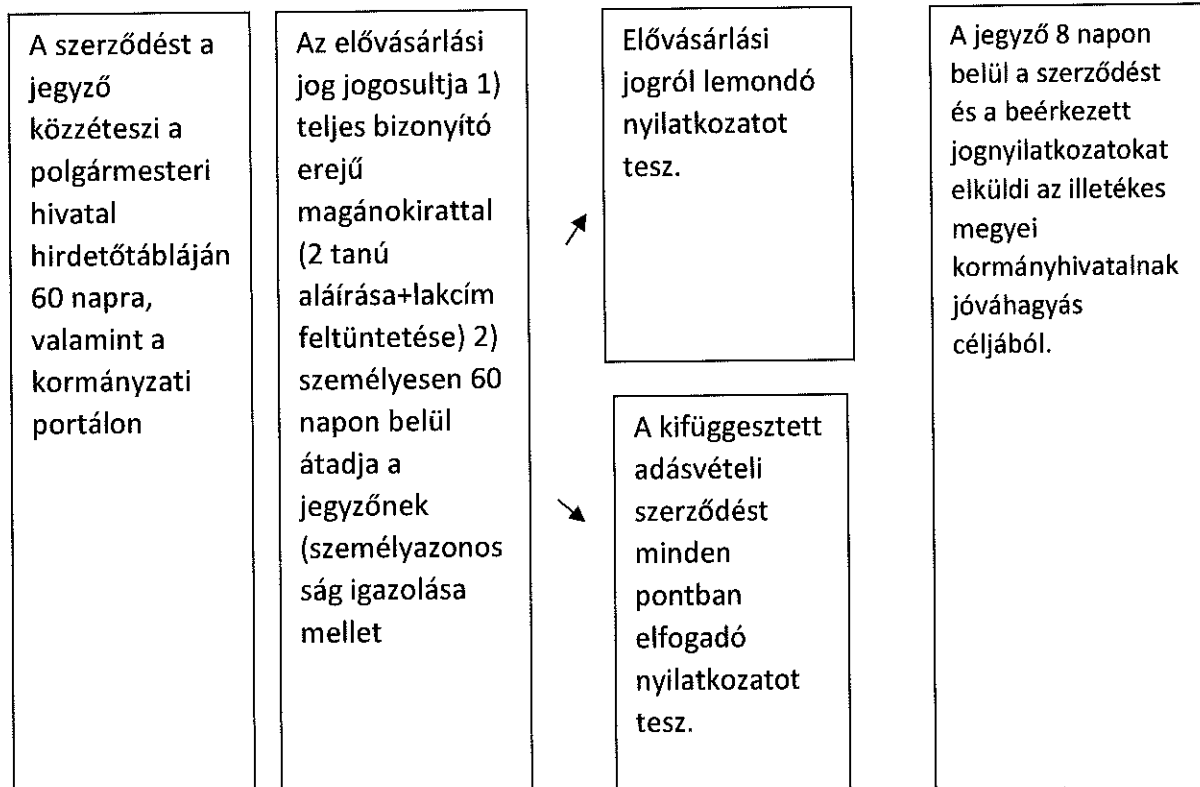 A szerződést a
jegyző
közzéteszi a
polgármesteri
hivatal
hirdetőtábláján
60 napra,
valamint a
kormányzati
portálon
Az elővásárlási
jog jogosultja 1)
teljes bizonyító
erejű
magánokirattal
(2 tanú
aláírása+lakcím
feltüntetése) 2)
személyesen 60
napon belül
átadja a
jegyzőnek
(személyazonos
ság igazolása
mellet
Elővásárlási
jogról lemondó
nyilatkozatot
tesz.
A kifüggesztett
adásvételi
szerződést
minden
pontban
elfogadó
nyilatkozatot
tesz.
A jegyző 8 napon
belül a szerződést
és a beérkezett
jognyilatkozatokat
elküldi az illetékes
megyei
kormányhivatalnak
jóváhagyás
céljából.